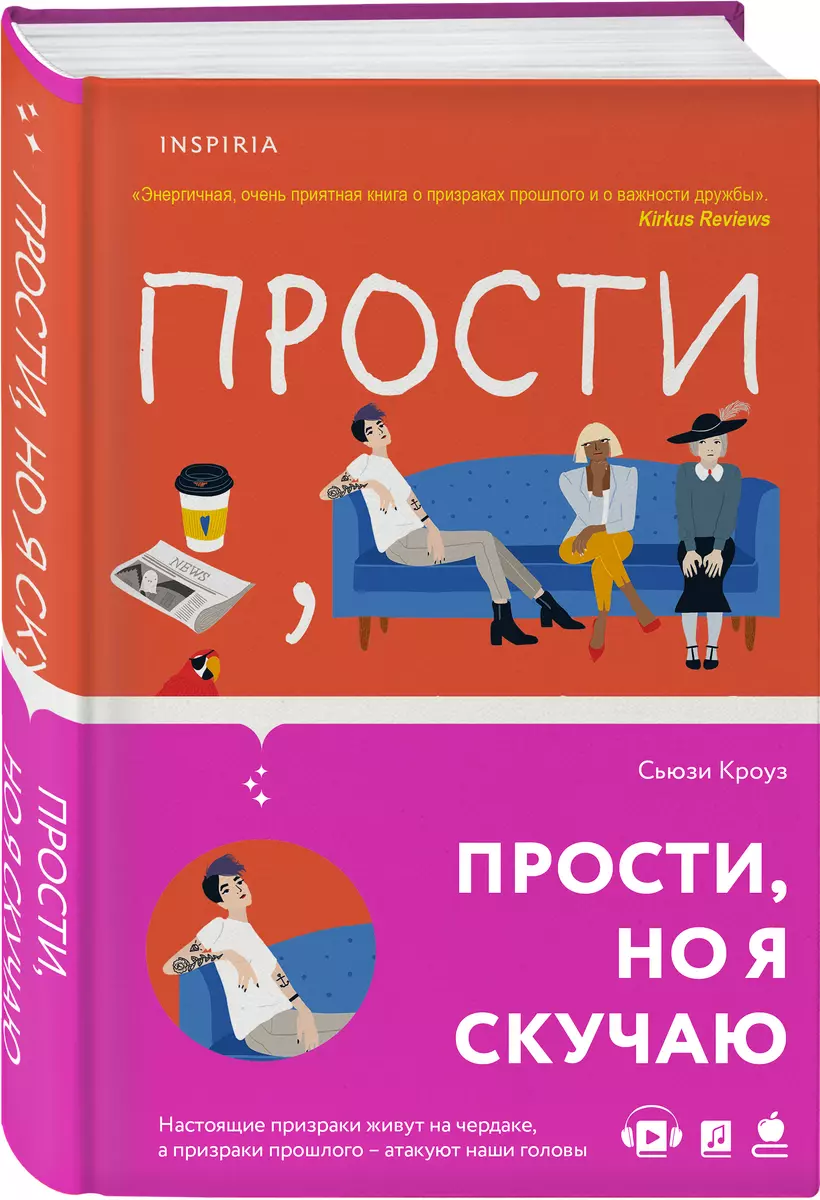 INSPIRIA
«Энергичная, очень приятная книга о призраках прошлого и о важности дружбы».
Kirkus Reviews
ПРОСТИ
,
NEWS
Сьюзи Кроуз
ПРОСТИ,
НО Я
СКУЧАЮ
Настоящие призраки живут на чердаке,
а призраки прошлого – атакуют наши головы
ПРОСТИ, НО Я СКУ
ПРОСТИ,
НО Я СКУЧАЮ